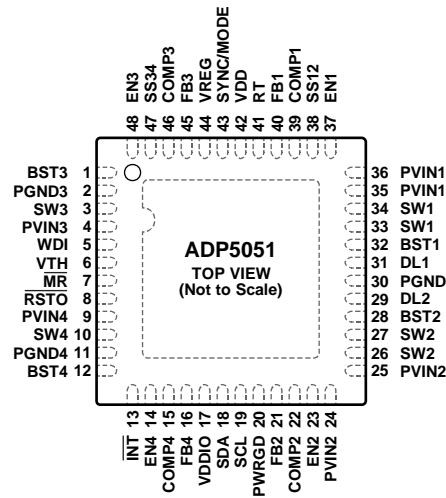 EN3
SS34
COMP3
FB3
VREG
SYNC/MODE
VDD
RT
FB1
COMP1
SS12
EN1
48
47
46
45
44
43
42
41
40
39
38
37
BST3 1
PGND3 2
SW3 3
PVIN3 4
WDI 5
VTH 6
MR 7
RSTO 8
PVIN4 9
SW4 10
PGND4 11
BST4 12
ADP5051
TOP VIEW
(Not to Scale)
36 PVIN1
35 PVIN1
34 SW1
33 SW1
32 BST1
31 DL1
30 PGND
29 DL2
28 BST2
27 SW2
26 SW2
25 PVIN2
INT 13
EN4 14
COMP4 15
FB4 16
VDDIO 17
SDA 18
SCL 19
PWRGD 20
FB2 21
COMP2 22
EN2 23
PVIN2 24